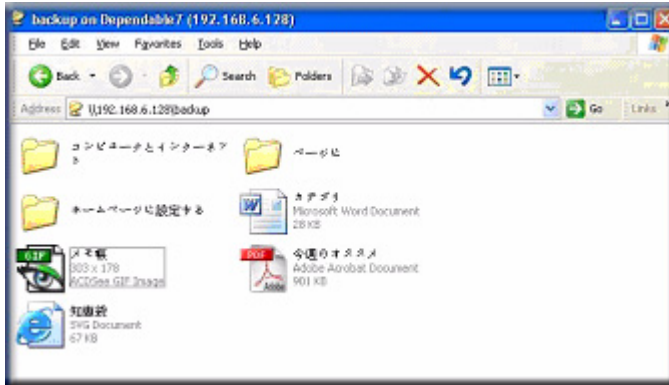 backup on Dependable7 (192.168.6.128)
File Edit View Favorites Tools Help
Back Search Folders
Address \\192.168.6.128\backup Go Links
コンピュータとインターネッ
ト
ページに
ホームページに設定する
カテゴリ
Microsoft Word Document
28 KB
GIF
メモ帳
303 x 178
ACDSee GIF Image
PDF
Adobe
今週のオススメ
Adobe Acrobat Document
901 KB
知恵袋
SVG Document
67 KB